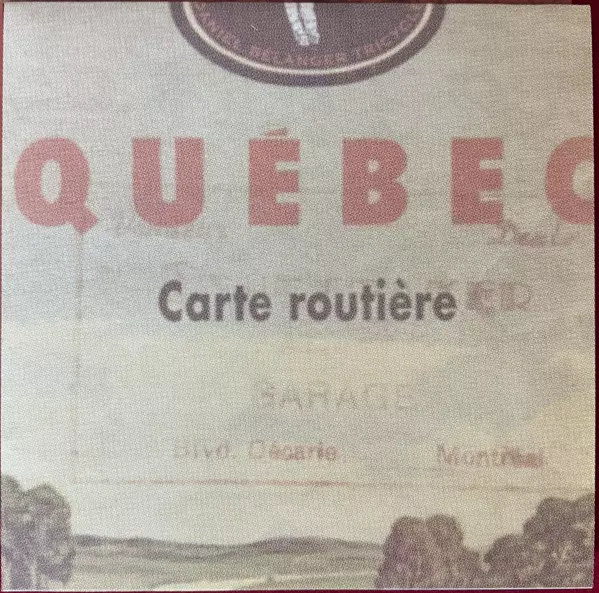 DANIEL BÉLANGER TRICYCLE
QUÉBEC
Carte routière
GARAGE
Blvd. Décarie Montréal